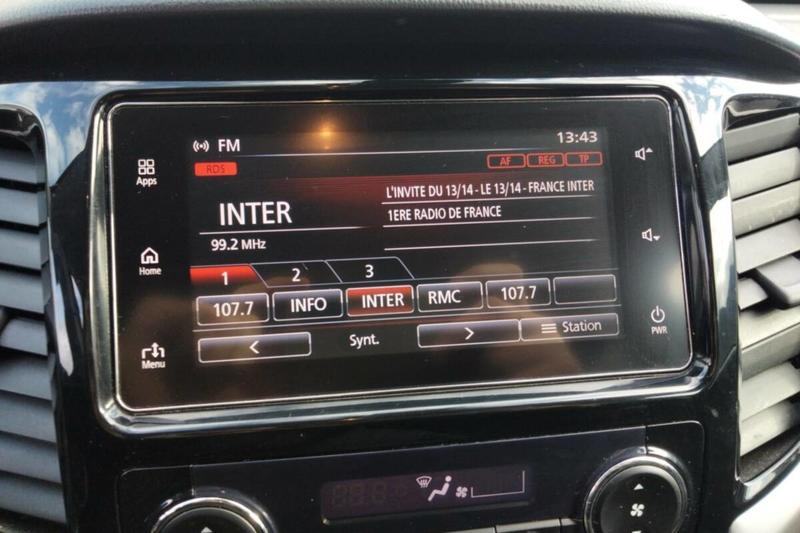 FM
13:43
RDS
AF REG TP
Apps
L'INVITE DU 13/14 - LE 13/14 - FRANCE INTER
INTER
1ERE RADIO DE FRANCE
99.2 MHz
Home
1 2 3
107.7 INFO INTER RMC 107.7
PWR
< Synt. > Station
Menu